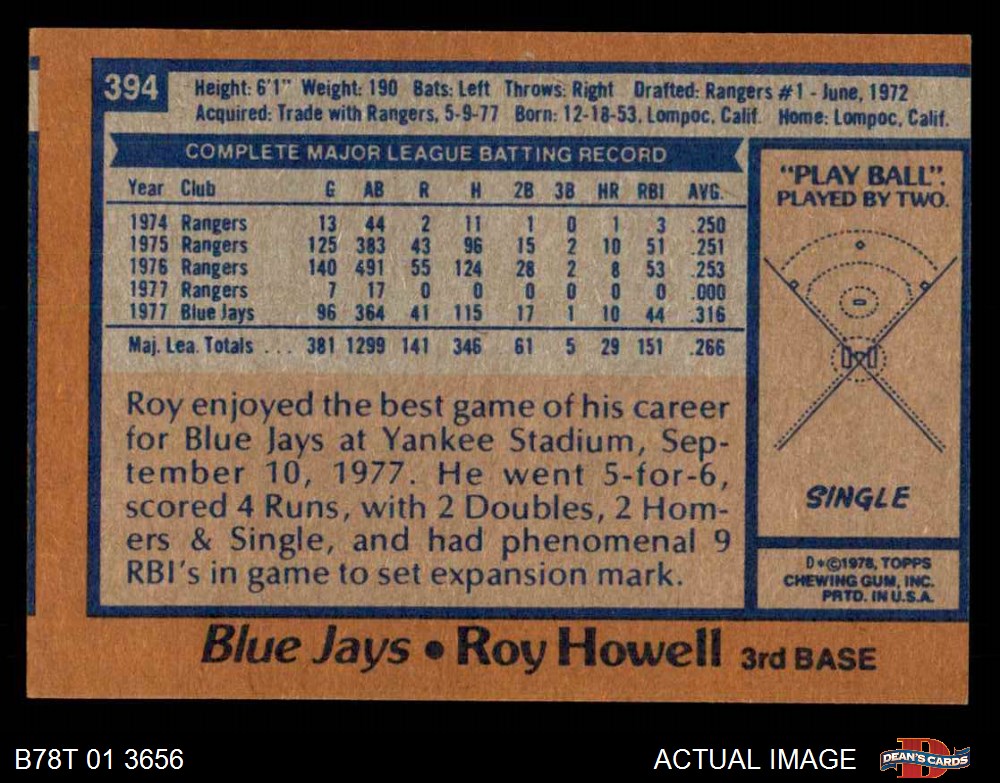 394
Height: 6'1" Weight: 190 Bats: Left Throws: Right Drafted: Rangers #1 - June, 1972
Acquired: Trade with Rangers, 5-9-77 Born: 12-18-53, Lompoc, Calif. Home: Lompoc, Calif.
COMPLETE MAJOR LEAGUE BATTING RECORD
Year Club G AB R H 2B 3B HR RBI AVG.
1974 Rangers 13 44 2 11 1 0 1 3 .250
1975 Rangers 125 383 43 96 15 2 10 51 .251
1976 Rangers 140 491 55 124 28 2 8 53 .253
1977 Rangers 7 17 0 0 0 0 0 0 .000
1977 Blue Jays 96 364 41 115 17 1 10 44 .316
Maj. Lea. Totals ... 381 1299 141 346 61 5 29 151 .266
Roy enjoyed the best game of his career
for Blue Jays at Yankee Stadium, Sep-
tember 10, 1977. He went 5-for-6,
scored 4 Runs, with 2 Doubles, 2 Hom-
ers & Single, and had phenomenal 9
RBI's in game to set expansion mark.
"PLAY BALL".
PLAYED BY TWO.
SINGLE
D*©1978, TOPPS
CHEWING GUM, INC.
PRTD. IN U.S.A.
Blue Jays • Roy Howell 3rd BASE
B78T 01 3656
ACTUAL IMAGE
D
DEAN'S CARDS